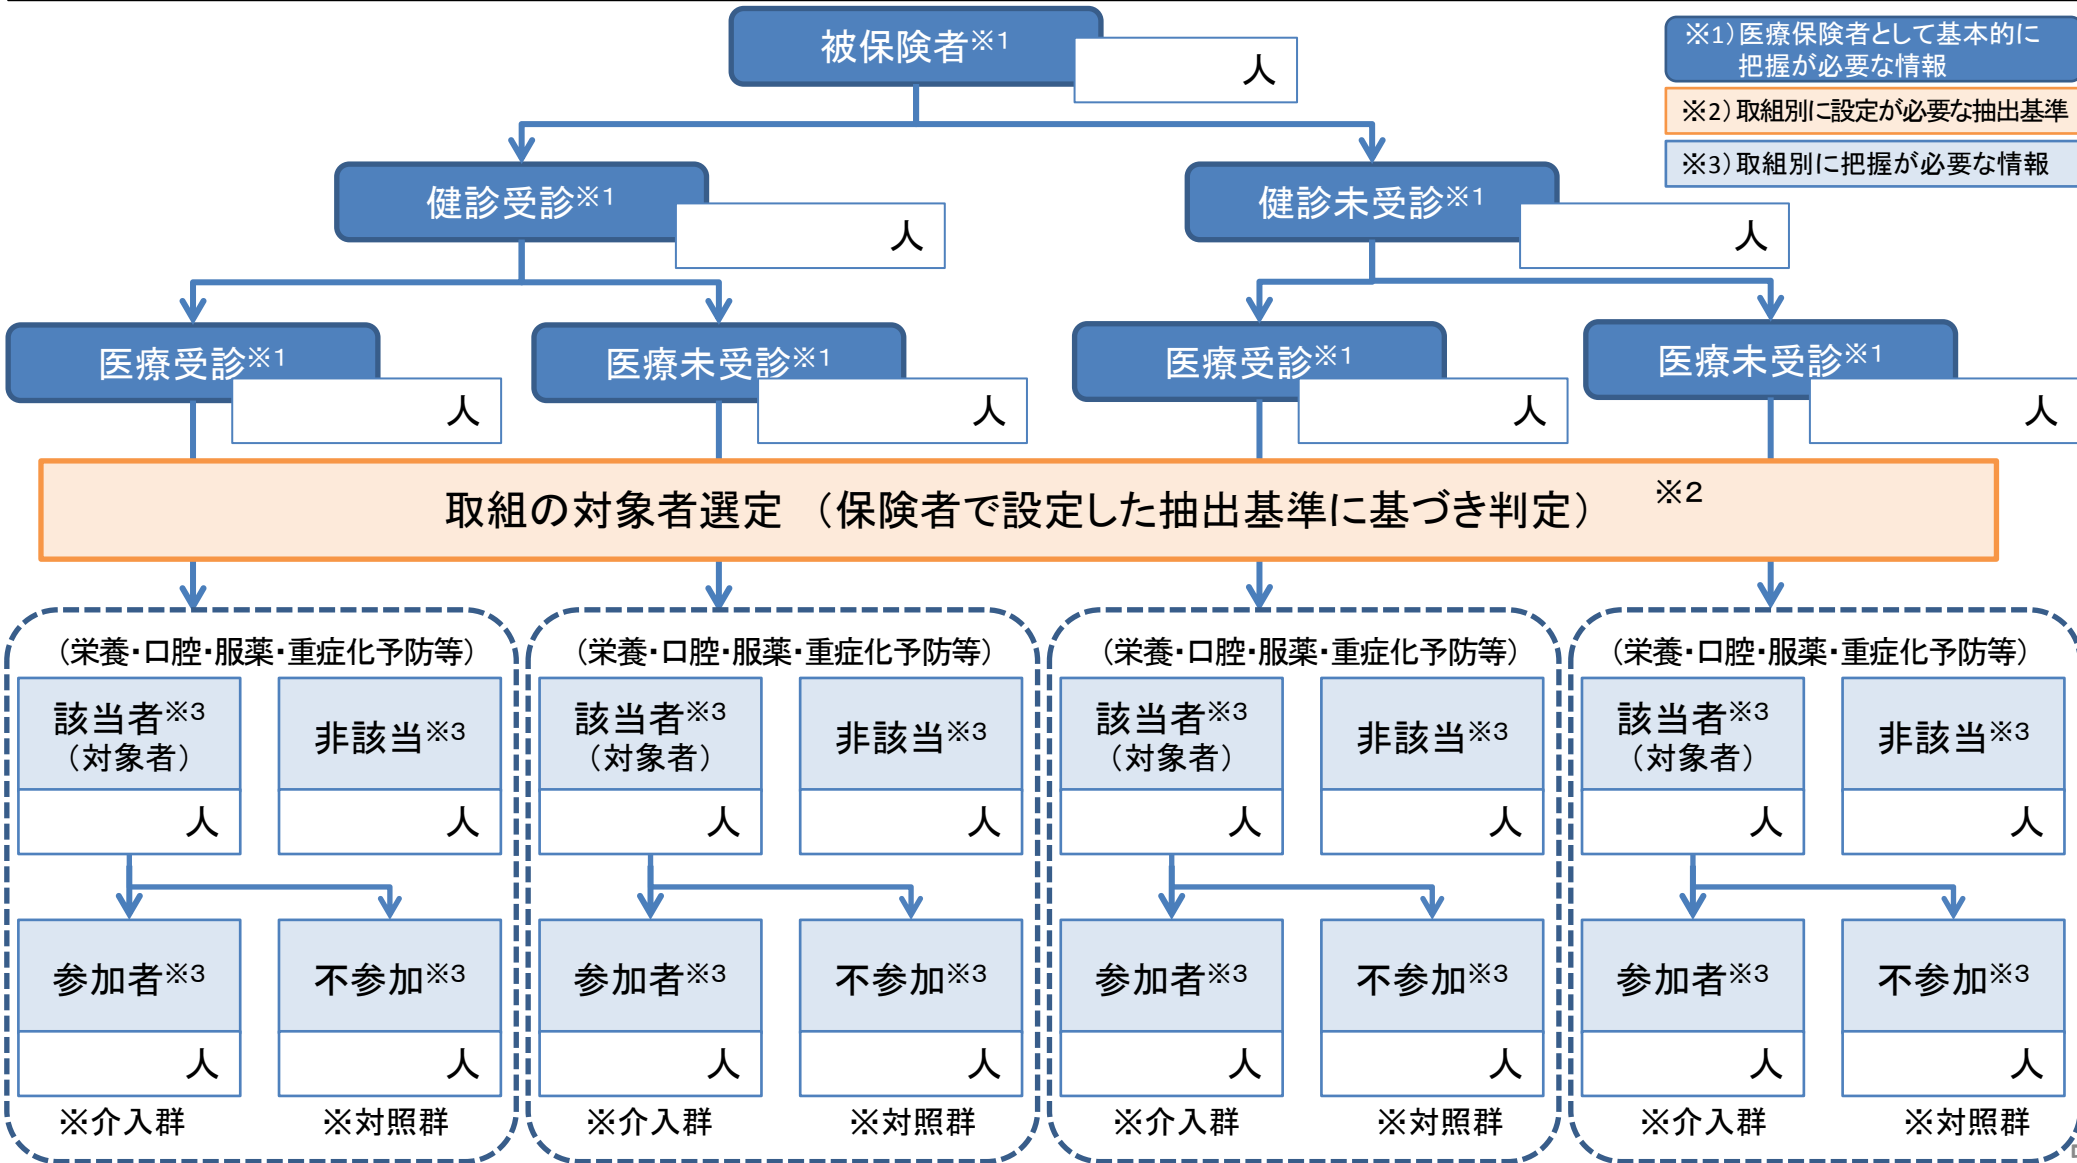 被保険者※1
人
※1）医療保険者として基本的に
把握が必要な情報
※2）取組別に設定が必要な抽出基準
※3）取組別に把握が必要な情報
健診受診※1
人
健診未受診※1
人
医療受診※1
人
医療未受診※1
人
医療受診※1
人
医療未受診※1
人
取組の対象者選定 （保険者で設定した抽出基準に基づき判定） ※2
（栄養・口腔・服薬・重症化予防等）
該当者※3
（対象者）
人
非該当※3
人
参加者※3
人
※介入群
不参加※3
人
※対照群
（栄養・口腔・服薬・重症化予防等）
該当者※3
（対象者）
人
非該当※3
人
参加者※3
人
※介入群
不参加※3
人
※対照群
（栄養・口腔・服薬・重症化予防等）
該当者※3
（対象者）
人
非該当※3
人
参加者※3
人
※介入群
不参加※3
人
※対照群
（栄養・口腔・服薬・重症化予防等）
該当者※3
（対象者）
人
非該当※3
人
参加者※3
人
※介入群
不参加※3
人
※対照群